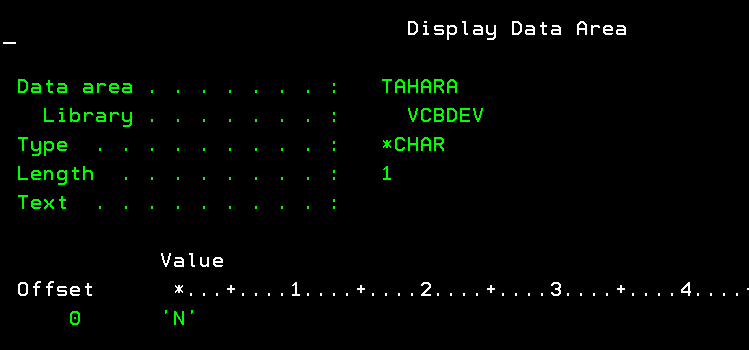 Display Data Area
_
Data area . . . . . . . :   TAHARA
  Library . . . . . . . :     VCBDEV
Type  . . . . . . . . . :   *CHAR
Length  . . . . . . . . :   1
Text  . . . . . . . . . :
Value
Offset      *...+....1....+....2....+....3....+....4....+
0      'N'